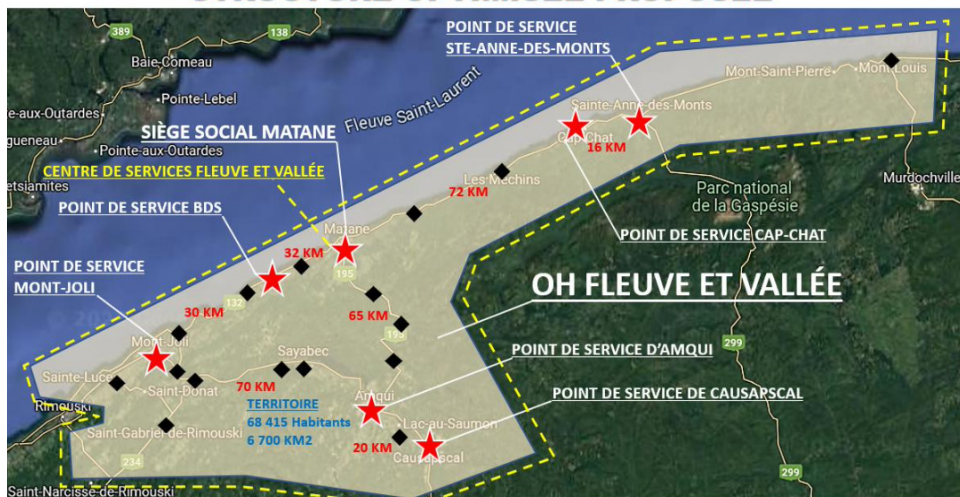 389
138
Baie-Comeau
Pointe-Lebel
e-aux-Outardes
igueneau
Pointe-aux-Outardes
etsiamites
Fleuve Saint-Laurent
POINT DE SERVICE
STE-ANNE-DES-MONTS
Mont-Saint-Pierre
Mont-Louis
Sainte-Anne-des-Monts
Cap-Chat
16 KM
SIÈGE SOCIAL MATANE
CENTRE DE SERVICES FLEUVE ET VALLÉE
POINT DE SERVICE BDS
72 KM
Les Méchins
Parc national
de la Gaspésie
Murdochville
Matane
POINT DE SERVICE CAP-CHAT
32 KM
195
POINT DE SERVICE
MONT-JOLI
132
30 KM
65 KM
195
OH FLEUVE ET VALLÉE
Mont-Joli
Sayabec
299
POINT DE SERVICE D'AMQUI
Sainte-Luce
Saint-Donat
70 KM
Amqui
TERRITOIRE
68 415 Habitants
6 700 KM2
POINT DE SERVICE DE CAUSAPSCAL
Rimouski
Saint-Gabriel-de-Rimouski
Lac-au-Saumon
20 KM
Causapscal
234
299
299
Saint-Narcisse-de-Rimouski